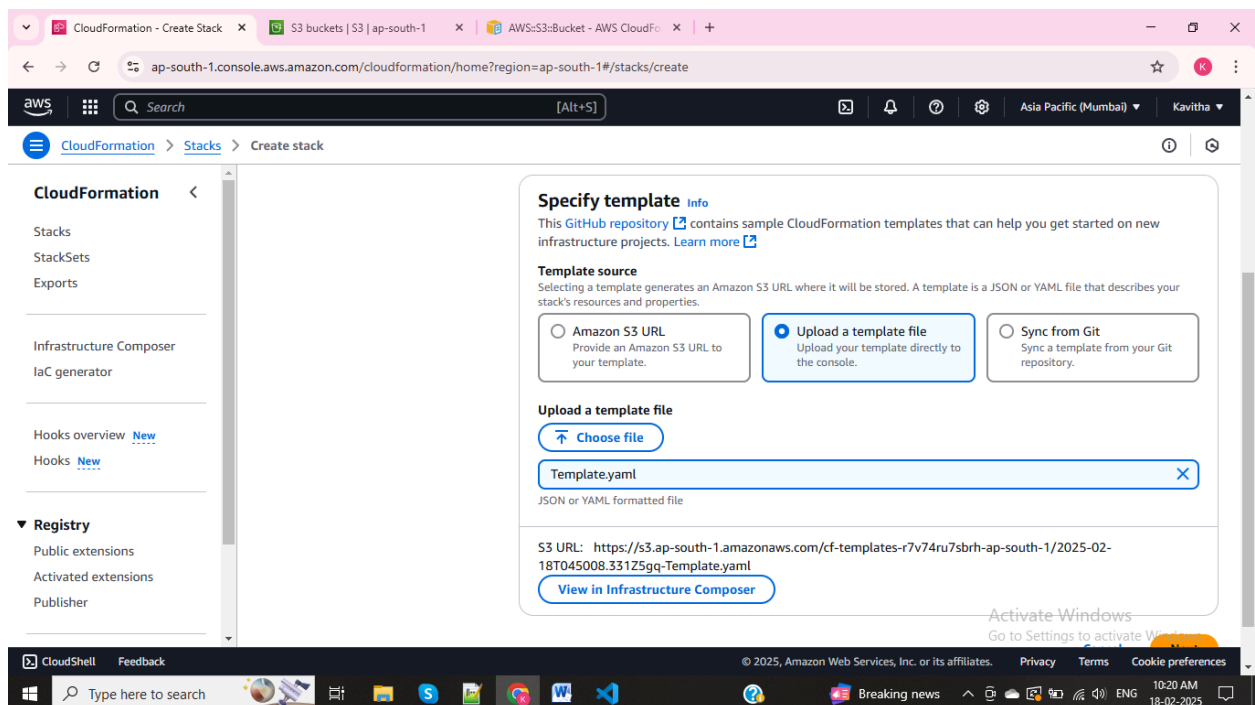 CloudFormation - Create Stack
S3 buckets | S3 | ap-south-1
AWS::S3::Bucket - AWS CloudFo
ap-south-1.console.aws.amazon.com/cloudformation/home?region=ap-south-1#/stacks/create
K
aws
Search
[Alt+S]
Asia Pacific (Mumbai)
Kavitha
CloudFormation
Stacks
Create stack
CloudFormation
Stacks
StackSets
Exports
Infrastructure Composer
IaC generator
Hooks overview New
Hooks New
Registry
Public extensions
Activated extensions
Publisher
Specify template Info
This GitHub repository contains sample CloudFormation templates that can help you get started on new
infrastructure projects. Learn more
Template source
Selecting a template generates an Amazon S3 URL where it will be stored. A template is a JSON or YAML file that describes your
stack's resources and properties.
Amazon S3 URL
Provide an Amazon S3 URL to
your template.
Upload a template file
Upload your template directly to
the console.
Sync from Git
Sync a template from your Git
repository.
Upload a template file
Choose file
Template.yaml
JSON or YAML formatted file
S3 URL: https://s3.ap-south-1.amazonaws.com/cf-templates-r7v74ru7sbrh-ap-south-1/2025-02-
18T045008.331Z5gq-Template.yaml
View in Infrastructure Composer
Activate Windows
Go to Settings to activate
CloudShell
Feedback
© 2025, Amazon Web Services, Inc. or its affiliates.
Privacy
Terms
Cookie preferences
Type here to search
Breaking news
ENG
10:20 AM
18-02-2025